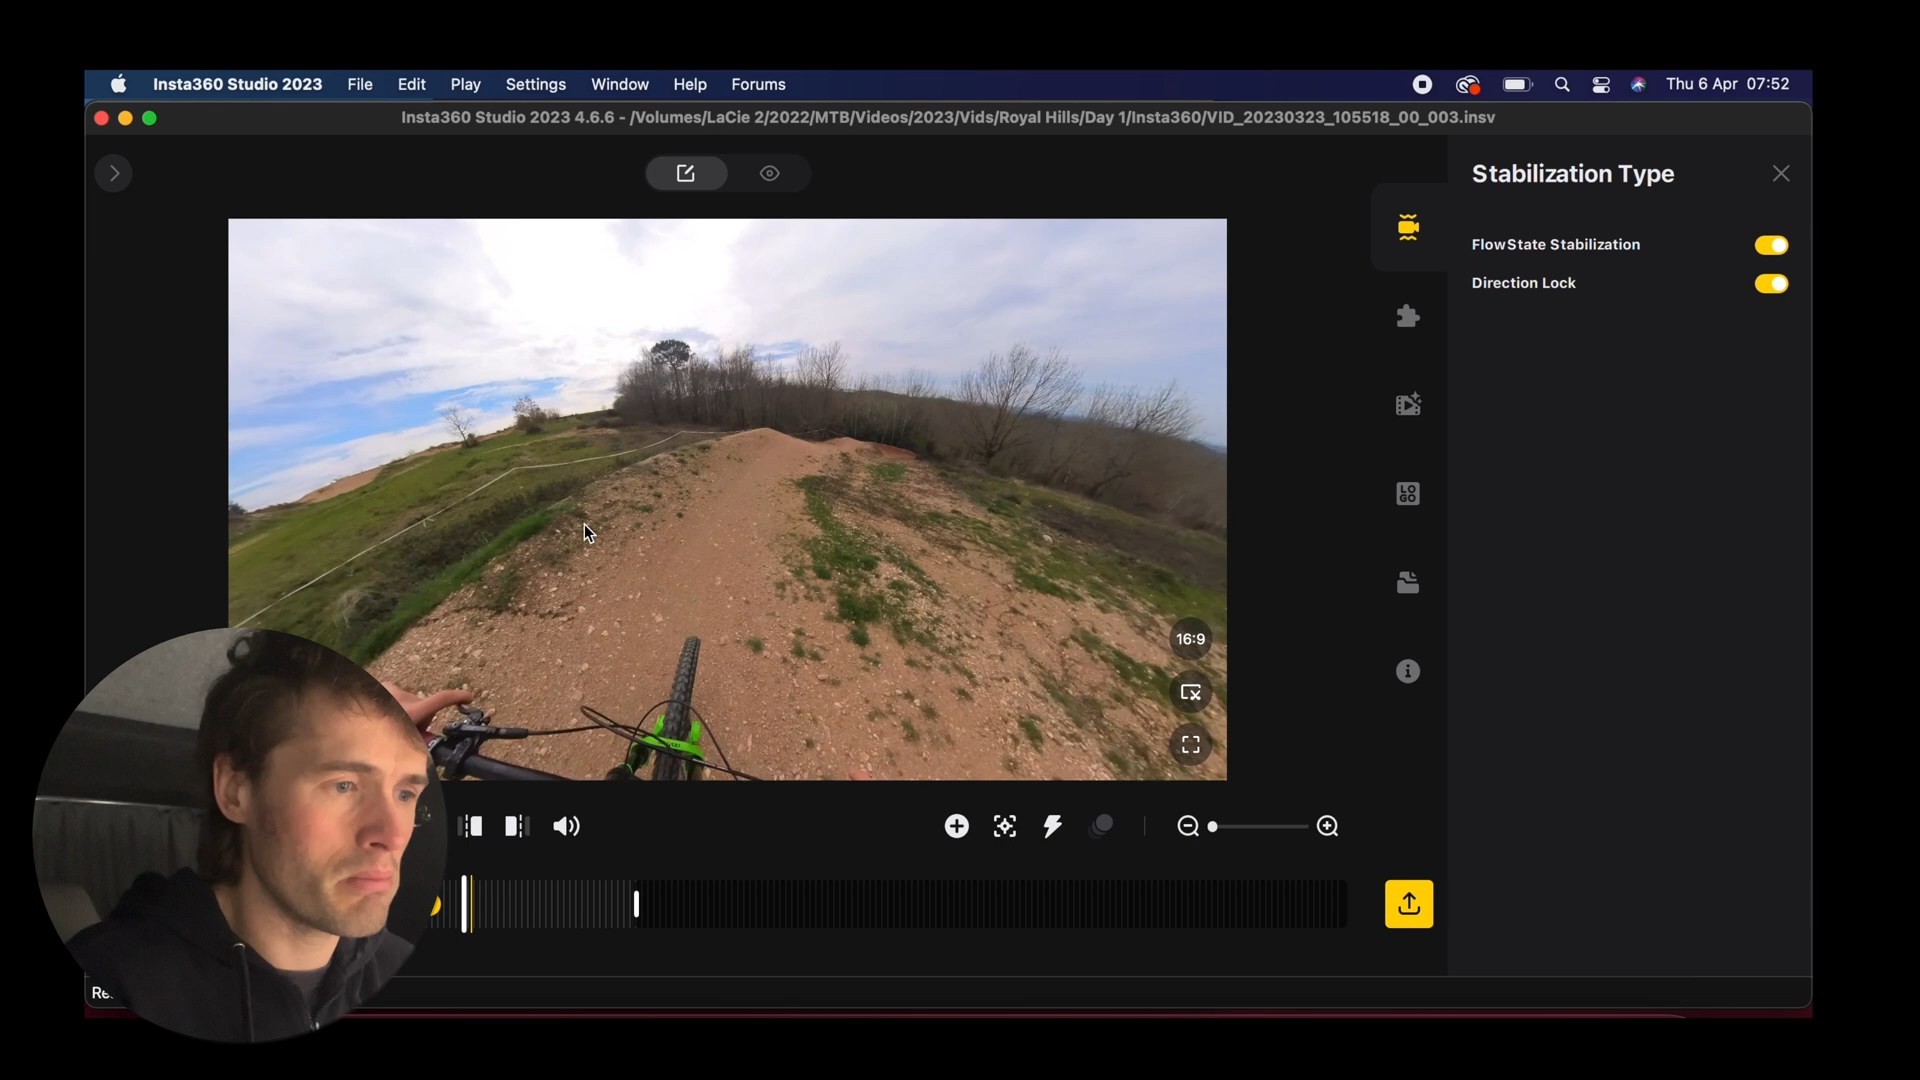 Insta360 Studio 2023 File Edit Play Settings Window Help Forums Thu 6 Apr 07:52
Insta360 Studio 2023 4.6.6 - /Volumes/LaCie 2/2022/MTB/Videos/2023/Vids/Royal Hills/Day 1/Insta360/VID_20230323_105518_00_003.insv
Stabilization Type
FlowState Stabilization
Direction Lock
LOGO
16:9